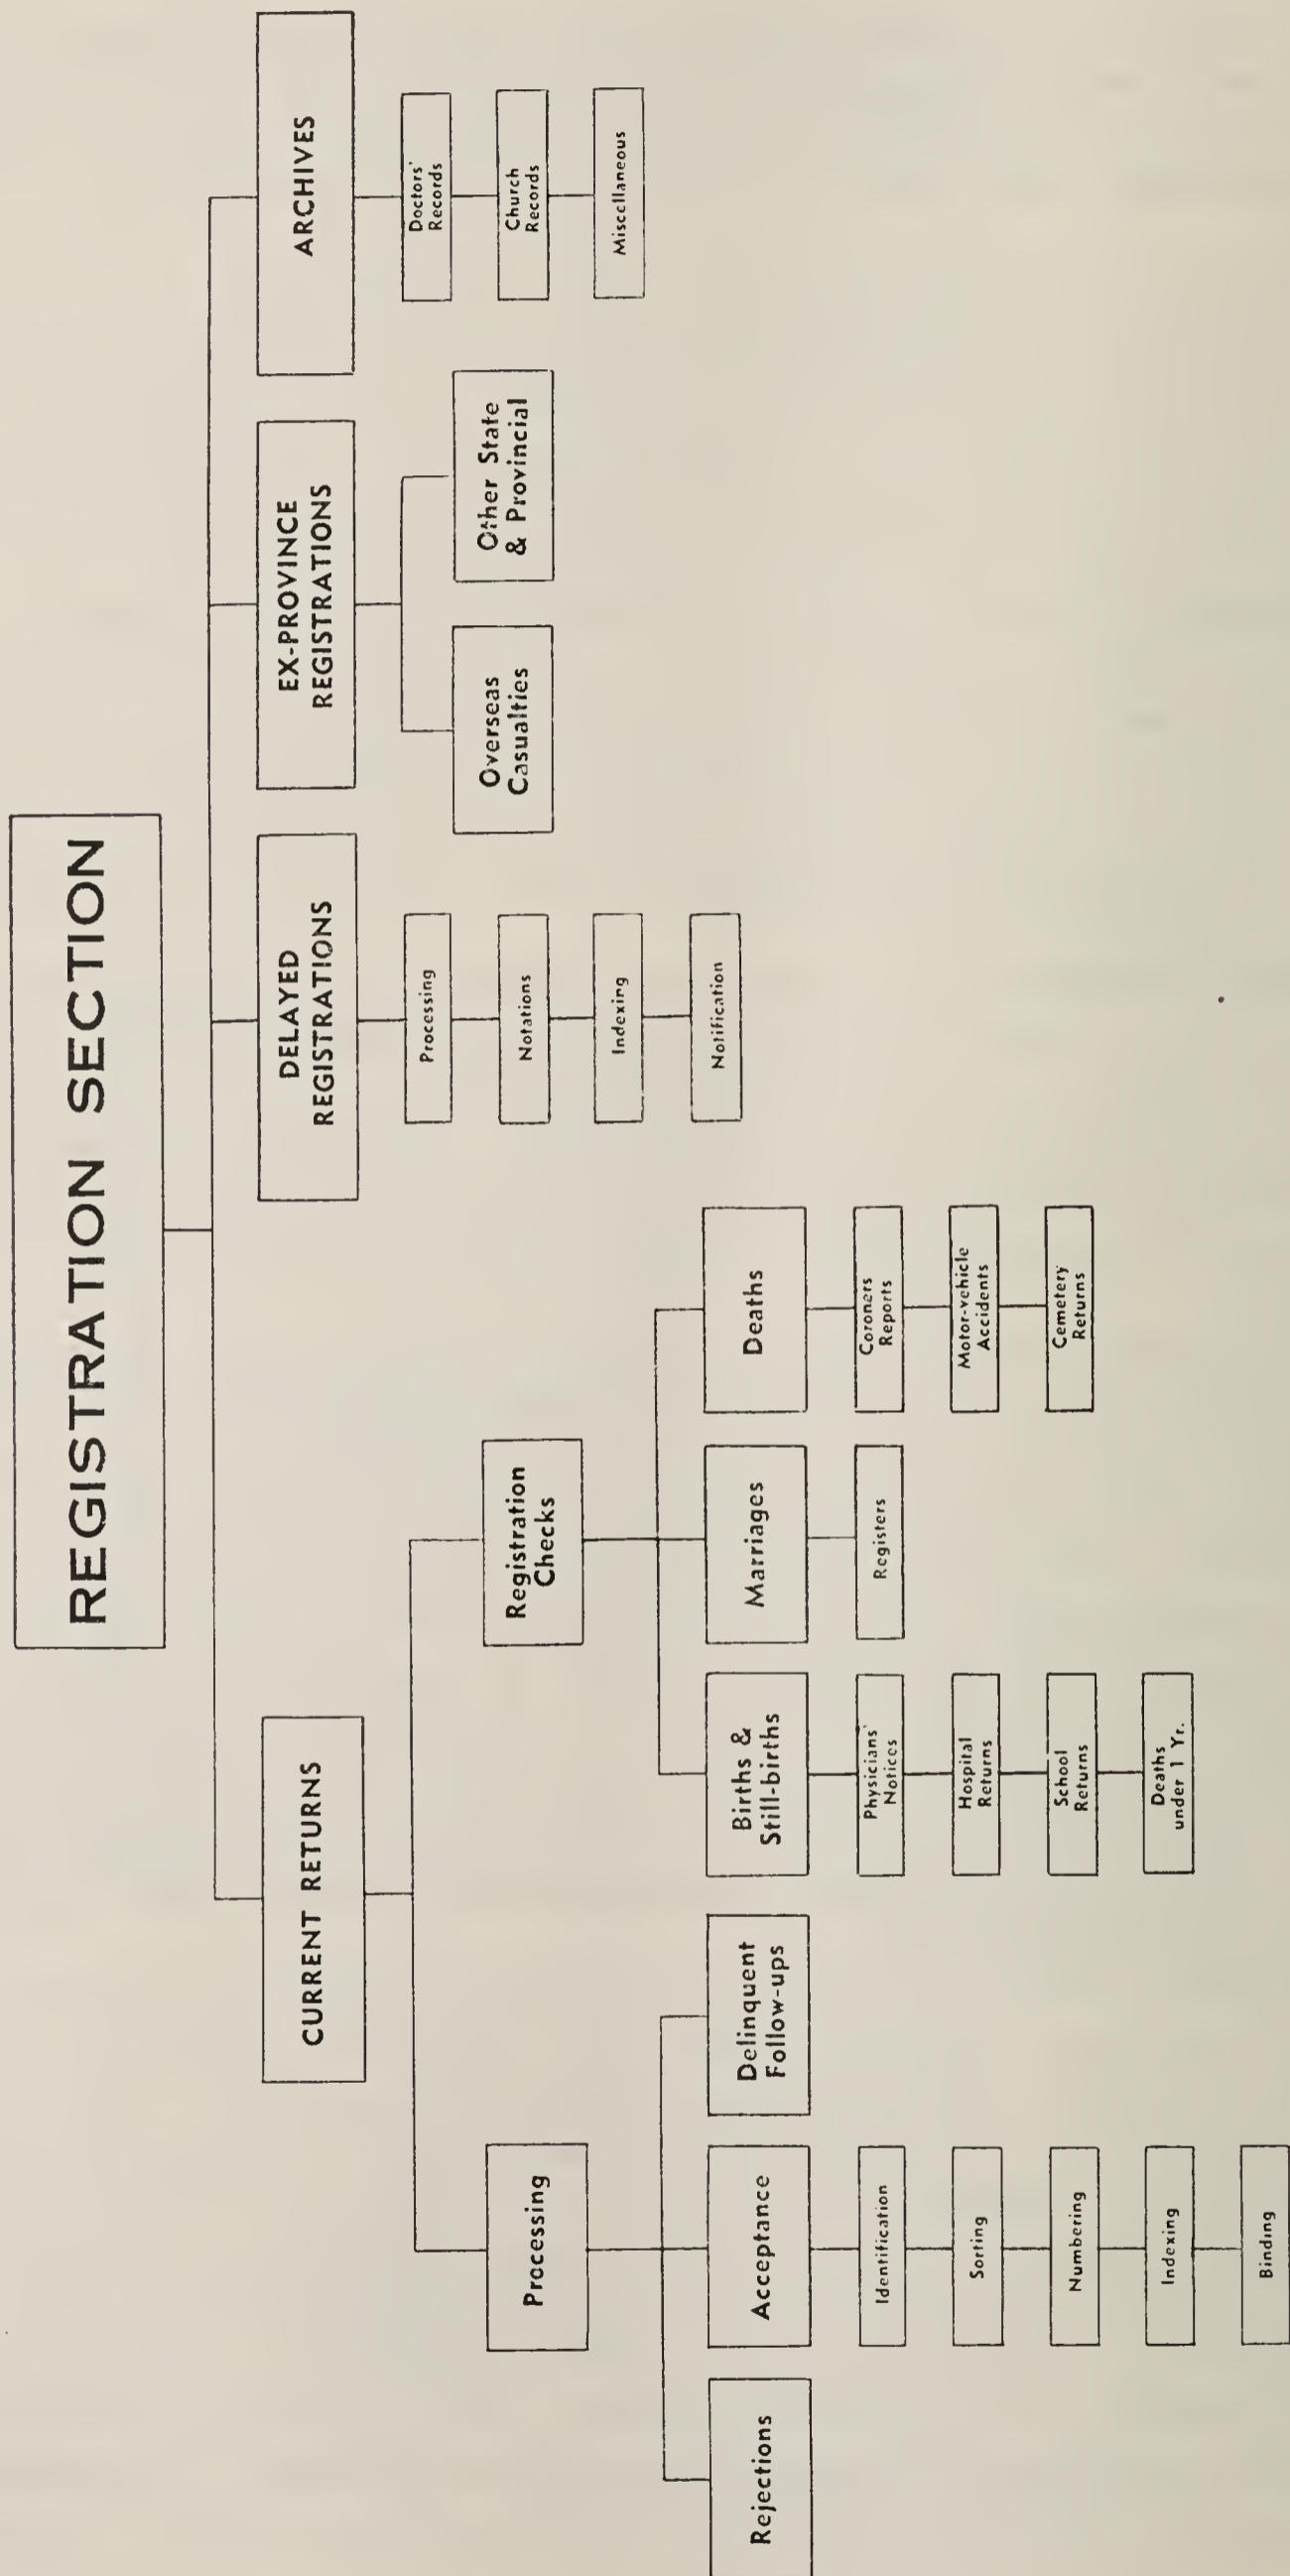 REGISTRATION SECTION
CURRENT RETURNS
DELAYED
REGISTRATIONS
EX-PROVINCE
REGISTRATIONS
ARCHIVES
Processing
Registration
Checks
Processing
Notations
Indexing
Notification
Overseas
Casualties
Other State
& Provincial
Doctors'
Records
Church
Records
Miscellaneous
Rejections
Acceptance
Delinquent
Follow-ups
Births &
Still-births
Marriages
Deaths
Identification
Sorting
Numbering
Indexing
Binding
Physicians'
Notices
Hospital
Returns
School
Returns
Deaths
under 1 Yr.
Registers
Coroners
Reports
Motor-vehicle
Accidents
Cemetery
Returns